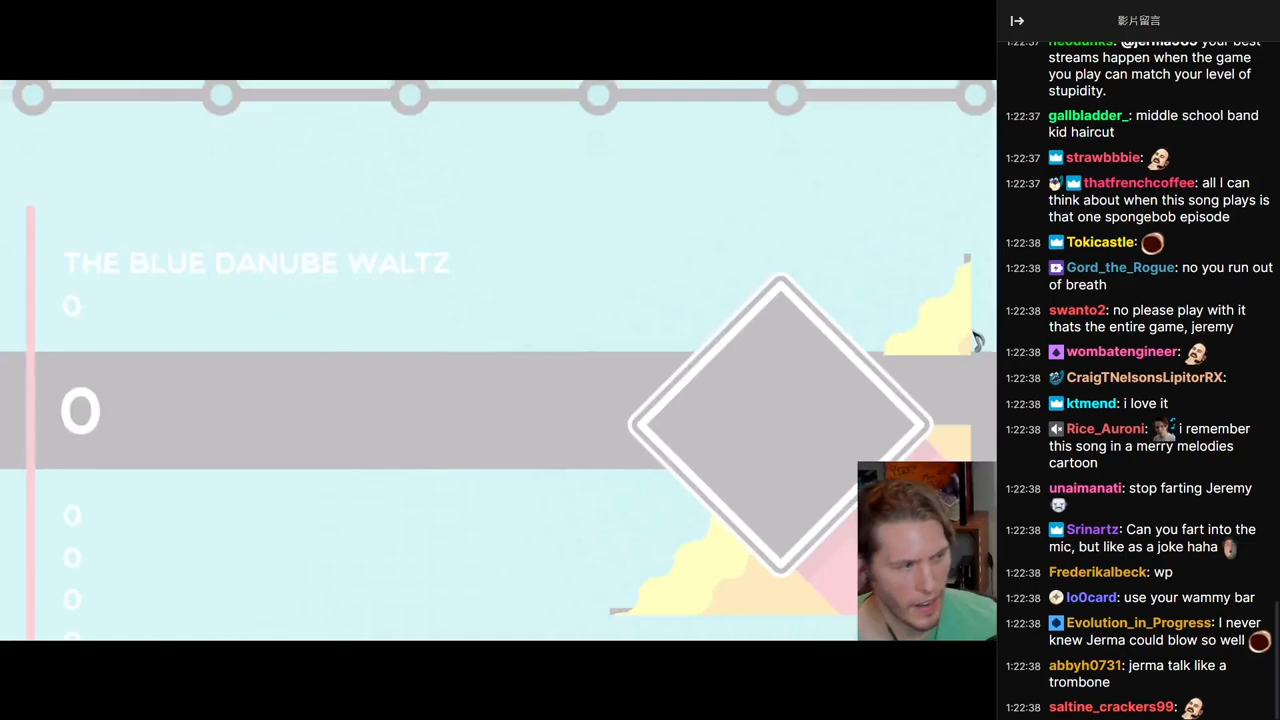 THE BLUE DANUBE WALTZ
0
0
0
0
0
影片留言
1:22:37 neodunks: @jerma985 your best
streams happen when the game
you play can match your level of
stupidity.
1:22:37 gallbladder_: middle school band
kid haircut
1:22:37 strawbbbie:
1:22:37 thatfrenchcoffee: all I can
think about when this song plays is
that one spongebob episode
1:22:38 Tokicastle:
1:22:38 Gord_the_Rogue: no you run out
of breath
1:22:38 swanto2: no please play with it
thats the entire game, jeremy
1:22:38 wombatengineer:
1:22:38 CraigTNelsonsLipitorRX:
1:22:38 ktmend: i love it
1:22:38 Rice_Auroni: i remember
this song in a merry melodies
cartoon
1:22:38 unaimanati: stop farting Jeremy
1:22:38 Srinartz: Can you fart into the
mic, but like as a joke haha
1:22:38 Frederikalbeck: wp
1:22:38 lo0card: use your wammy bar
1:22:38 Evolution_in_Progress: I never
knew Jerma could blow so well
1:22:38 abbyh0731: jerma talk like a
trombone
1:22:38 saltine_crackers99: